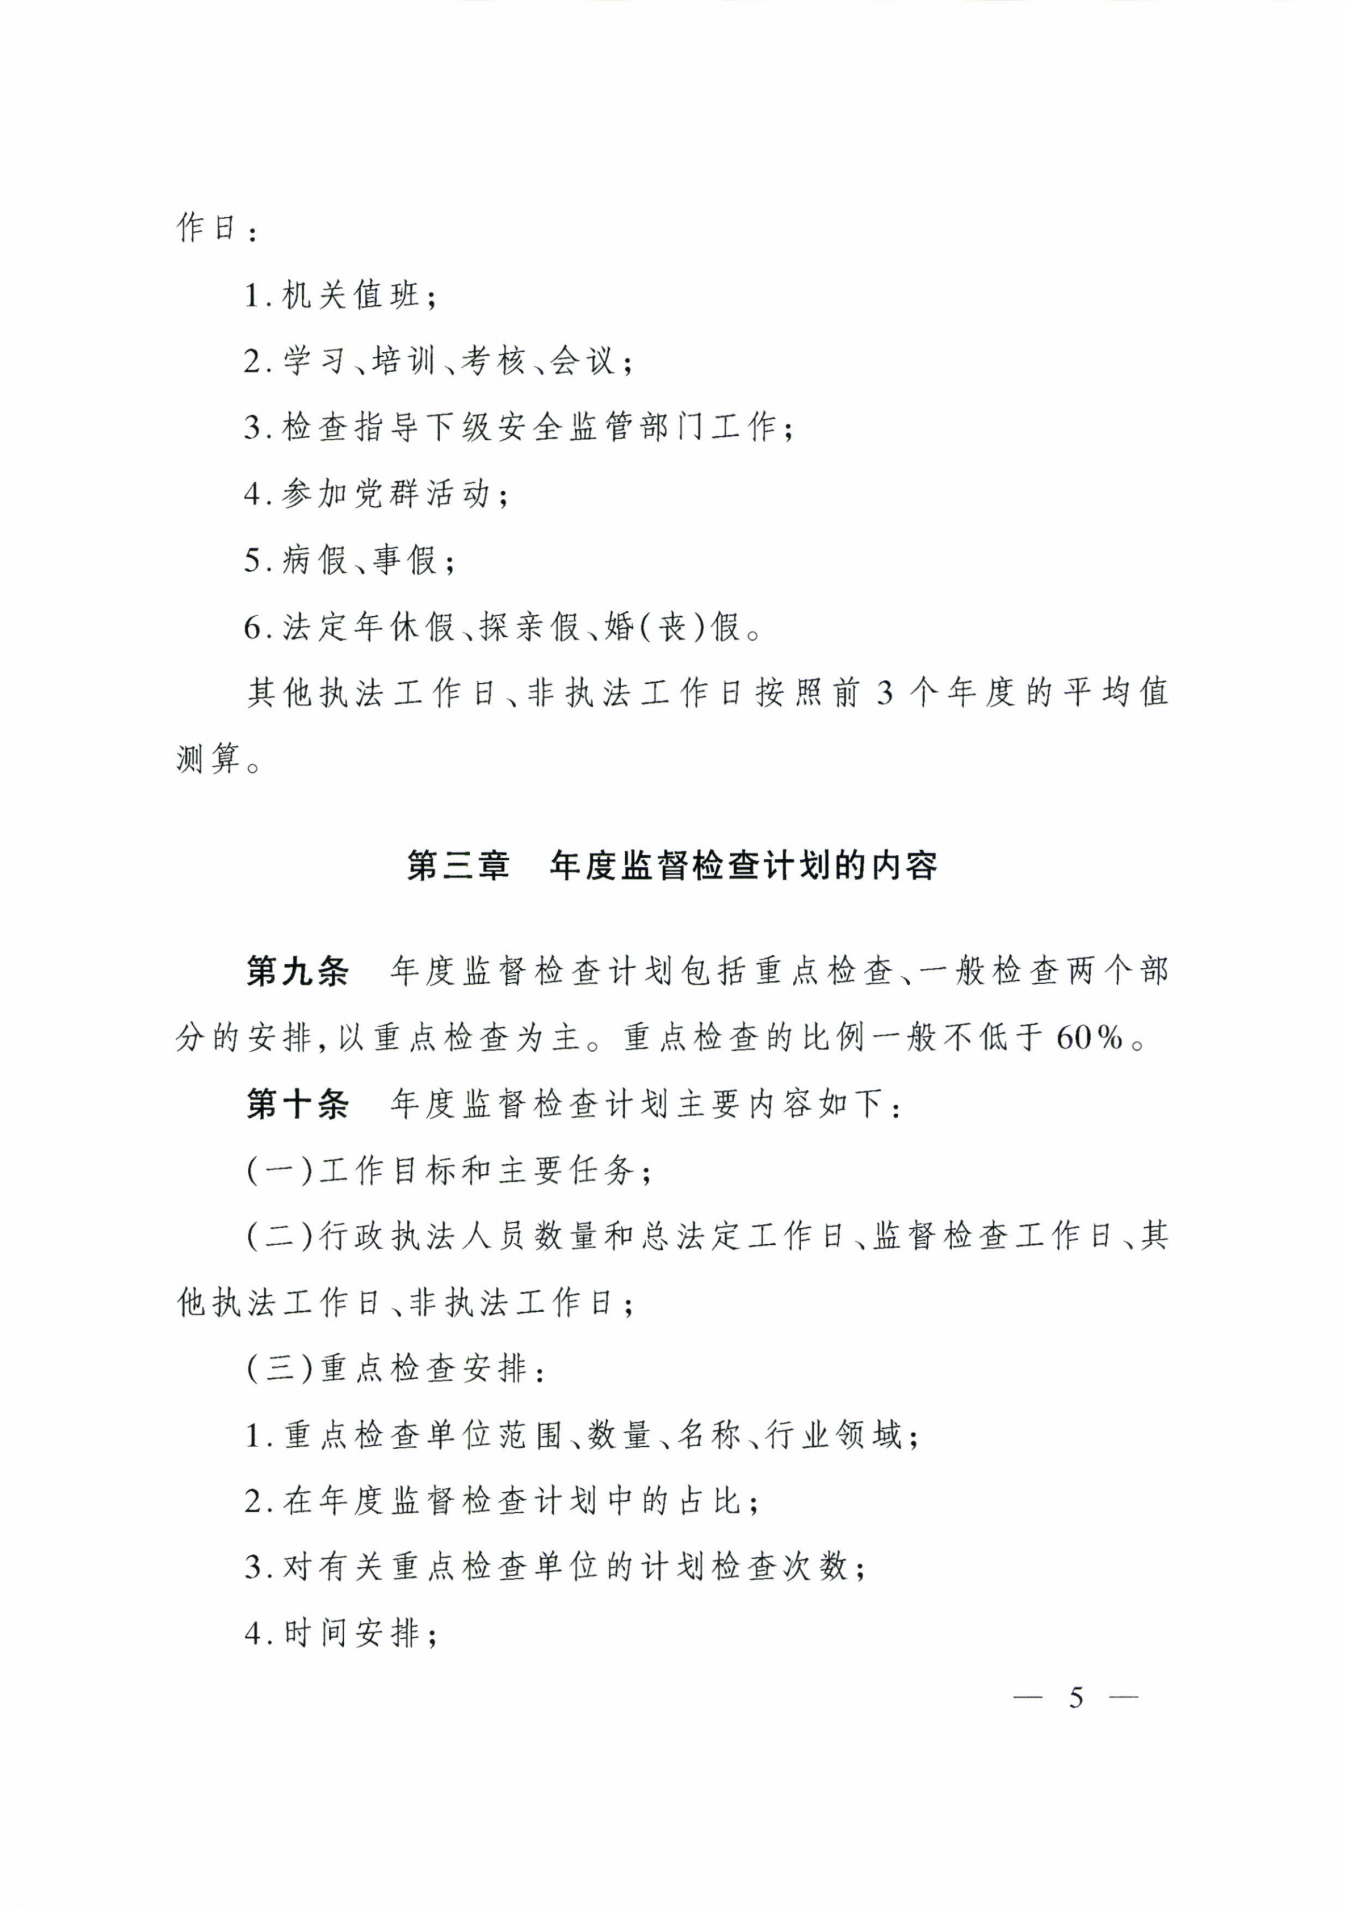 作日：
1.机关值班；
2.学习、培训、考核、会议；
3.检查指导下级安全监管部门工作；
4.参加党群活动；
5.病假、事假；
6.法定年休假、探亲假、婚(丧)假。
其他执法工作日、非执法工作日按照前 3 个年度的平均值
测算。
第三章　年度监督检查计划的内容
第九条　年度监督检查计划包括重点检查、一般检查两个部
分的安排,以重点检查为主。重点检查的比例一般不低于 60%。
第十条　年度监督检查计划主要内容如下：
(一)工作目标和主要任务；
(二)行政执法人员数量和总法定工作日、监督检查工作日、其
他执法工作日、非执法工作日；
(三)重点检查安排：
1.重点检查单位范围、数量、名称、行业领域；
2.在年度监督检查计划中的占比；
3.对有关重点检查单位的计划检查次数；
4.时间安排；
— 5 —